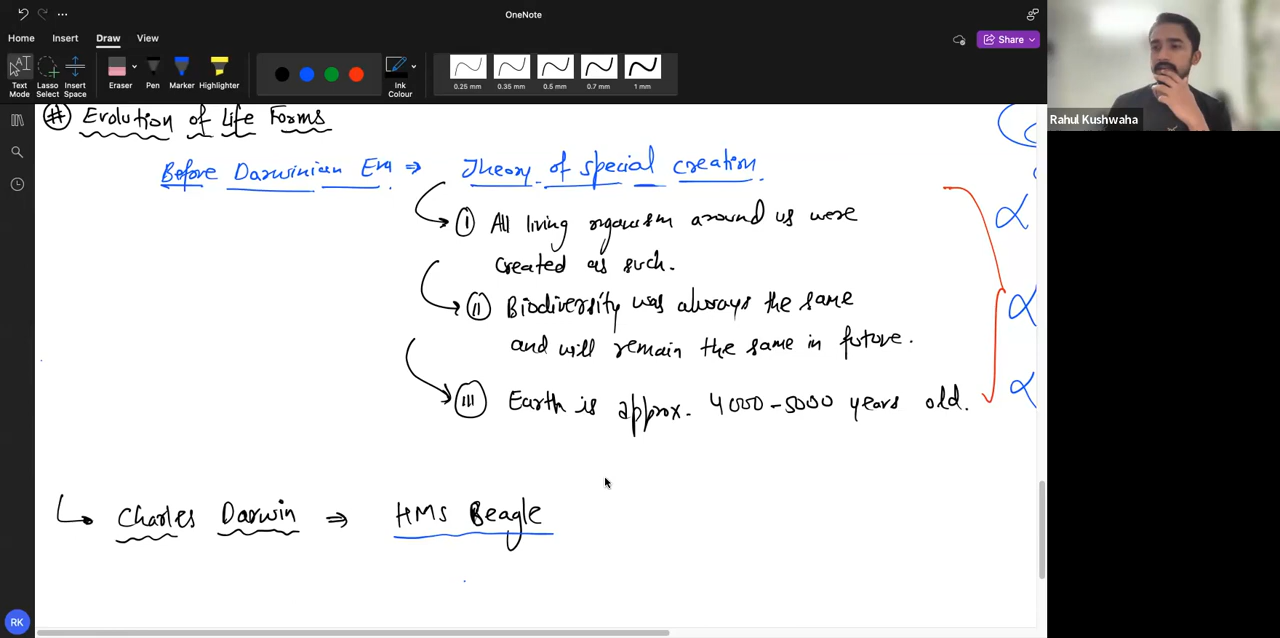 OneNote
Home Insert Draw View
Share
Text Mode
Lasso Select
Insert Space
Eraser
Pen
Marker
Highlighter
Ink Colour
0.25 mm 0.35 mm 0.5 mm 0.7 mm 1 mm
Rahul Kushwaha
# Evolution of Life Forms
Before Darwinian Era ⇒ Theory of special creation.
I All living organism around us were
created as such.
II Biodiversity was always the same
and will remain the same in future.
III Earth is approx. 4000-5000 years old.
α
α
α
Charles Darwin ⇒ HMS Beagle
RK